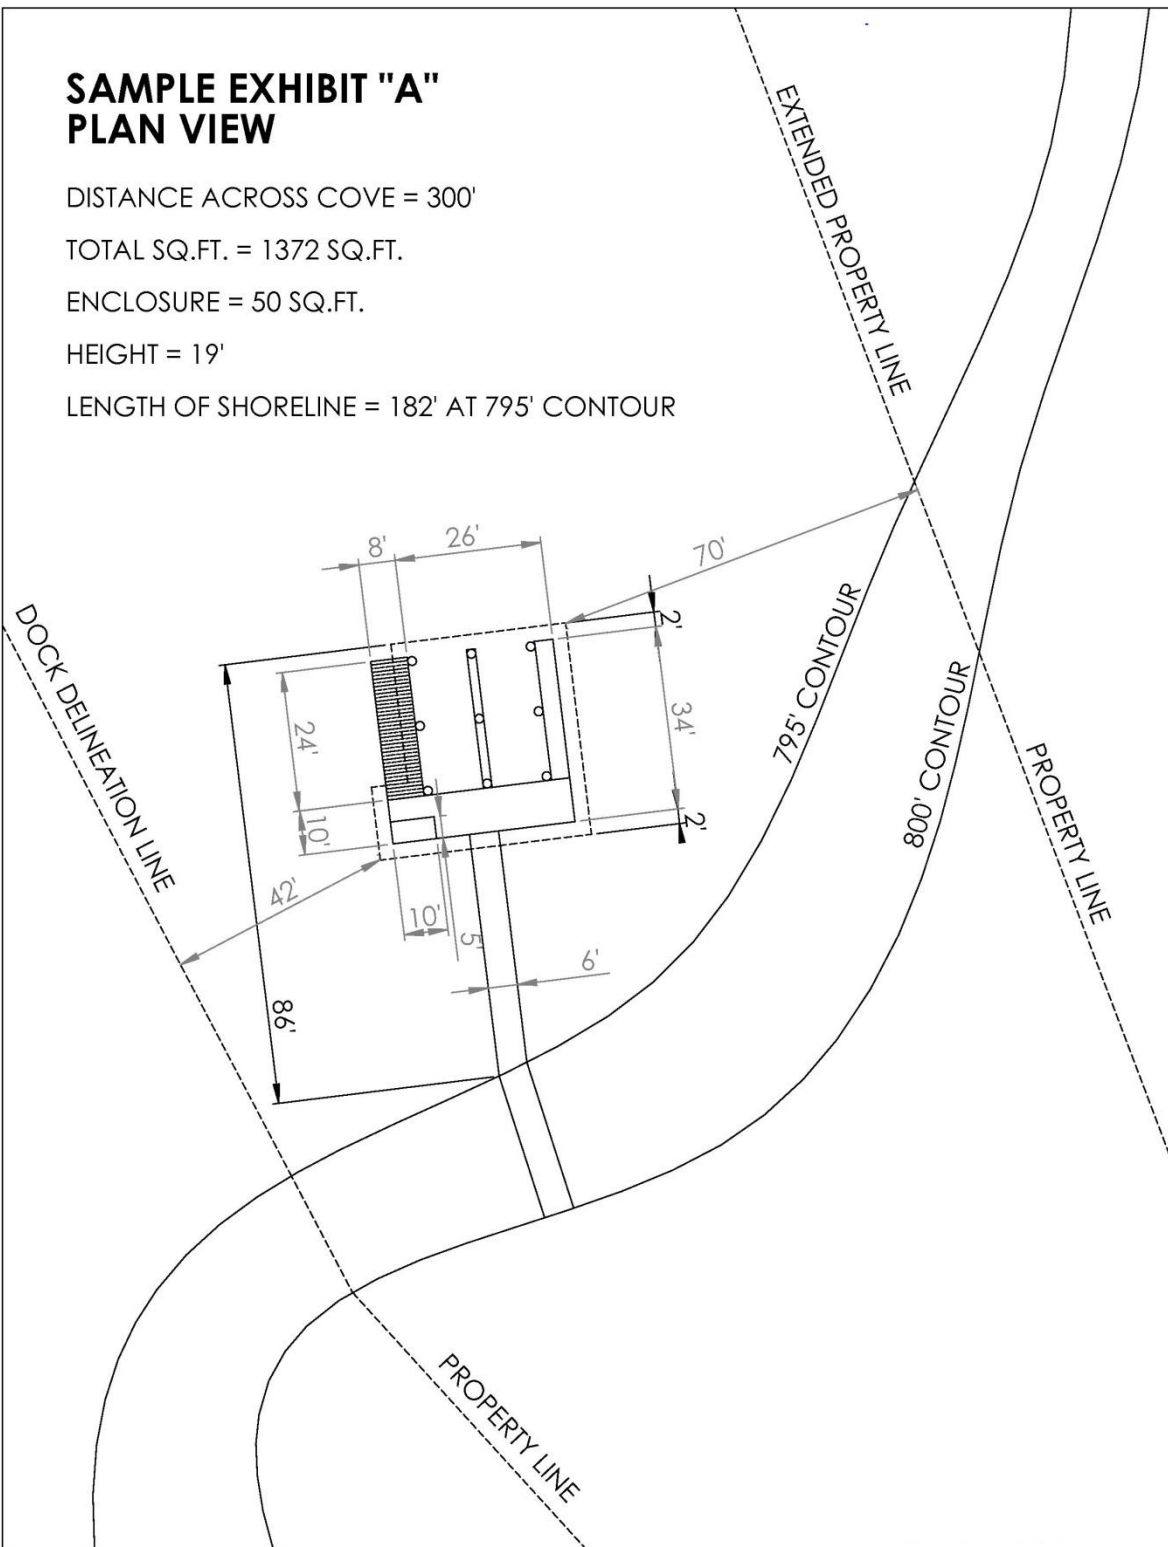 SAMPLE EXHIBIT "A"
PLAN VIEW
DISTANCE ACROSS COVE = 300'
TOTAL SQ.FT. = 1372 SQ.FT.
ENCLOSURE = 50 SQ.FT.
HEIGHT = 19'
LENGTH OF SHORELINE = 182' AT 795' CONTOUR
EXTENDED PROPERTY LINE
8'
26'
70'
2'
DOCK DELINEATION LINE
795' CONTOUR
800' CONTOUR
24'
34'
PROPERTY LINE
10'
2'
42'
10'
5'
6'
86'
PROPERTY LINE